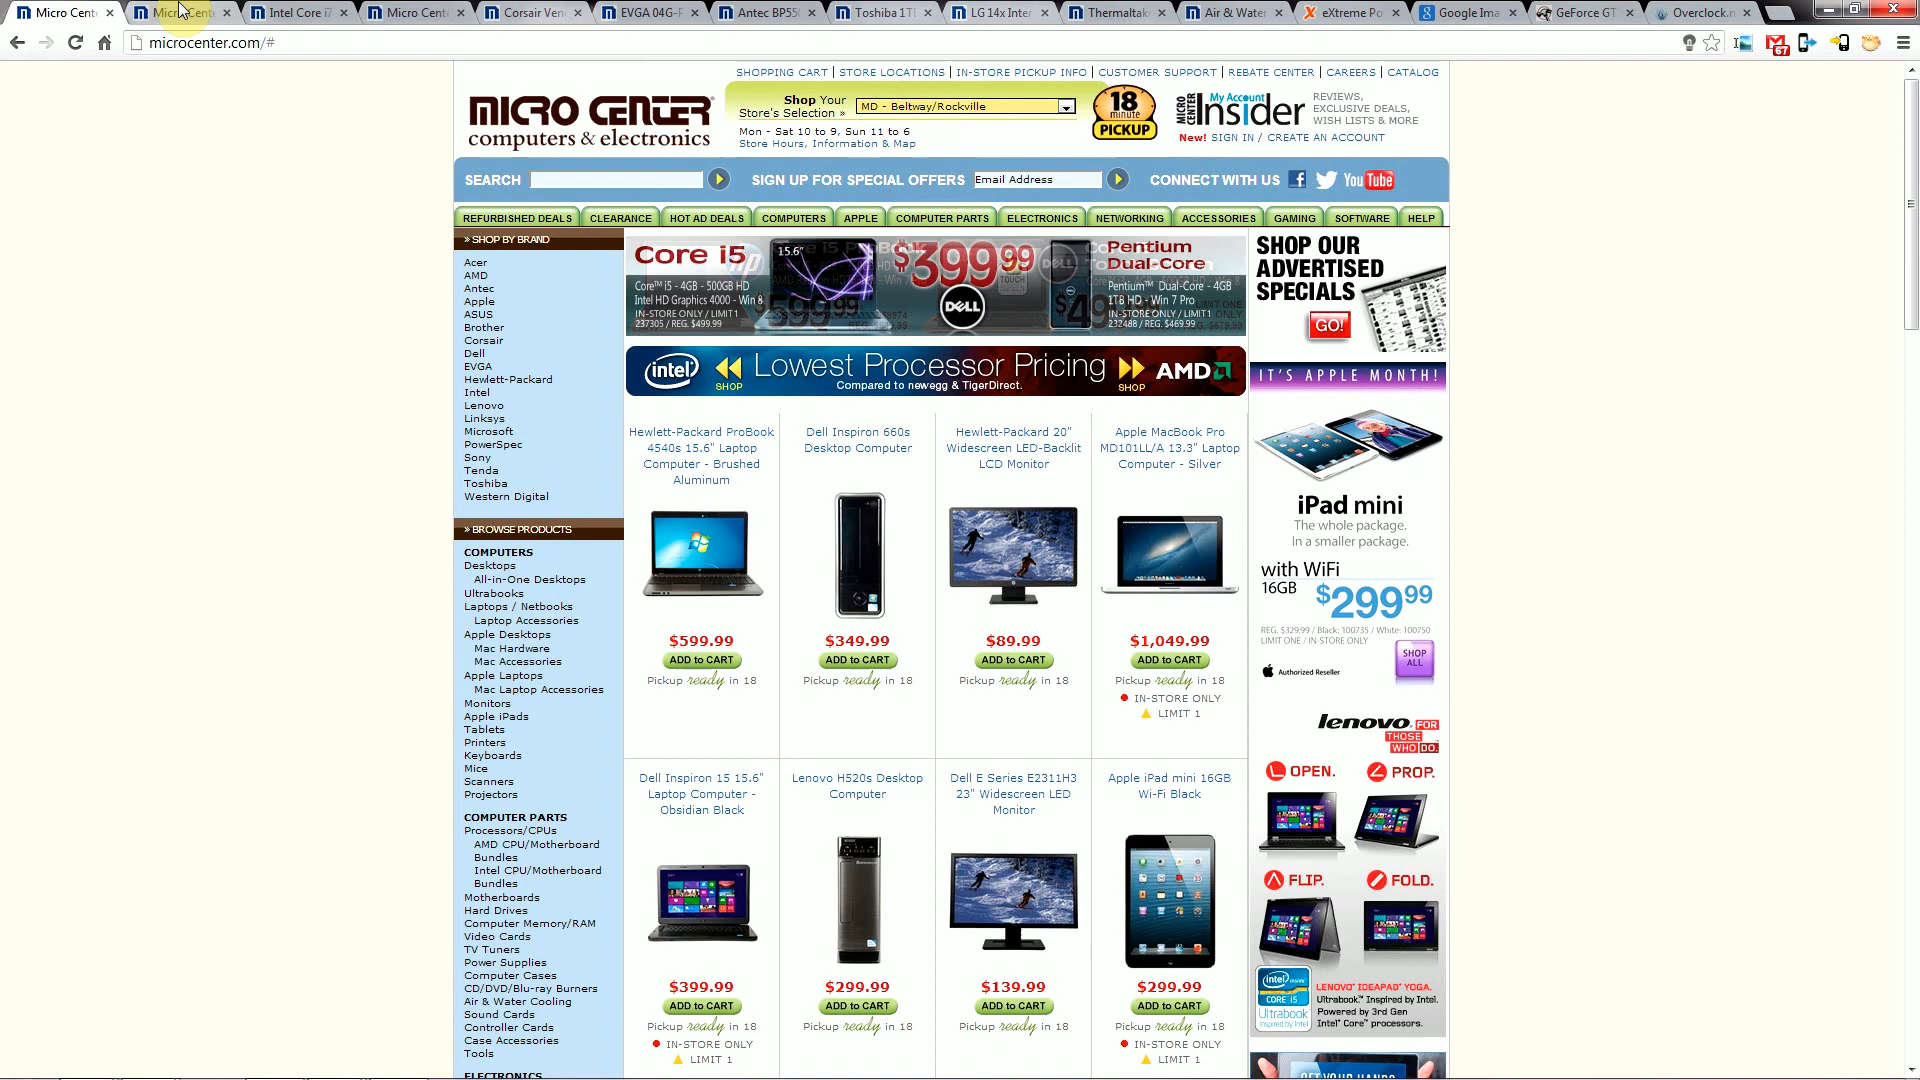 Micro Cente
Micro Cente
Intel Core i7
Micro Cent
Corsair Ven
EVGA 04G-P
Antec BP55
Toshiba 1T
LG 14x Inter
Thermaltak
Air & Water
eXtreme Po
Google Ima
GeForce GT
Overclock.n
microcenter.com/#
67
SHOPPING CART | STORE LOCATIONS | IN-STORE PICKUP INFO | CUSTOMER SUPPORT | REBATE CENTER | CAREERS | CATALOG
MICRO CENTER
computers & electronics
Shop Your
Store's Selection »
MD - Beltway/Rockville
Mon - Sat 10 to 9, Sun 11 to 6
Store Hours, Information & Map
18
minute
PICKUP
MICRO CENTER
My Account
Insider
REVIEWS,
EXCLUSIVE DEALS,
WISH LISTS & MORE
New! SIGN IN / CREATE AN ACCOUNT
SEARCH
SIGN UP FOR SPECIAL OFFERS
Email Address
CONNECT WITH US
YouTube
REFURBISHED DEALS
CLEARANCE
HOT AD DEALS
COMPUTERS
APPLE
COMPUTER PARTS
ELECTRONICS
NETWORKING
ACCESSORIES
GAMING
SOFTWARE
HELP
» SHOP BY BRAND
Acer
AMD
Antec
Apple
ASUS
Brother
Corsair
Dell
EVGA
Hewlett-Packard
Intel
Lenovo
Linksys
Microsoft
PowerSpec
Sony
Tenda
Toshiba
Western Digital
» BROWSE PRODUCTS
COMPUTERS
Desktops
All-in-One Desktops
Ultrabooks
Laptops / Netbooks
Laptop Accessories
Apple Desktops
Mac Hardware
Mac Accessories
Apple Laptops
Mac Laptop Accessories
Monitors
Apple iPads
Tablets
Printers
Keyboards
Mice
Scanners
Projectors
COMPUTER PARTS
Processors/CPUs
AMD CPU/Motherboard
Bundles
Intel CPU/Motherboard
Bundles
Motherboards
Hard Drives
Computer Memory/RAM
Video Cards
TV Tuners
Power Supplies
Computer Cases
CD/DVD/Blu-ray Burners
Air & Water Cooling
Sound Cards
Controller Cards
Case Accessories
Tools
ELECTRONICS
Core i5
Core™ i5 - 4GB - 500GB HD
Intel HD Graphics 4000 - Win 8
IN-STORE ONLY / LIMIT 1
237305 / REG. $499.99
15.6"
$399.99
DELL
TOUCH
SCREEN
Pentium
Dual-Core
Pentium™ Dual-Core - 4GB
1TB HD - Win 7 Pro
IN-STORE ONLY / LIMIT1
232488 / REG. $469.99
intel
SHOP
Lowest Processor Pricing
Compared to newegg & TigerDirect.
SHOP
AMD
Hewlett-Packard ProBook
4540s 15.6" Laptop
Computer - Brushed
Aluminum
$599.99
ADD to CART
Pickup ready in 18
Dell Inspiron 660s
Desktop Computer
$349.99
ADD to CART
Pickup ready in 18
Hewlett-Packard 20"
Widescreen LED-Backlit
LCD Monitor
$89.99
ADD to CART
Pickup ready in 18
Apple MacBook Pro
MD101LL/A 13.3" Laptop
Computer - Silver
$1,049.99
ADD to CART
Pickup ready in 18
IN-STORE ONLY
LIMIT 1
Dell Inspiron 15 15.6"
Laptop Computer -
Obsidian Black
$399.99
ADD to CART
Pickup ready in 18
IN-STORE ONLY
LIMIT 1
Lenovo H520s Desktop
Computer
$299.99
ADD to CART
Pickup ready in 18
Dell E Series E2311H3
23" Widescreen LED
Monitor
$139.99
ADD to CART
Pickup ready in 18
Apple iPad mini 16GB
Wi-Fi Black
$299.99
ADD to CART
Pickup ready in 18
IN-STORE ONLY
LIMIT 1
SHOP OUR
ADVERTISED
SPECIALS
GO!
IT'S APPLE MONTH!
iPad mini
The whole package.
In a smaller package.
with WiFi
16GB
$299.99
REG. $329.99 / Black: 100735 / White: 100750
LIMIT ONE / IN-STORE ONLY
SHOP
ALL
Authorized Reseller
lenovo FOR
THOSE
WHO DO.
OPEN.
PROP.
FLIP.
FOLD.
intel
CORE i5
Ultrabook
Inspired by Intel
LENOVO IDEAPAD YOGA.
Ultrabook™ Inspired by Intel.
Powered by 3rd Gen
Intel Core™ processors.
GET YOUR HANDS